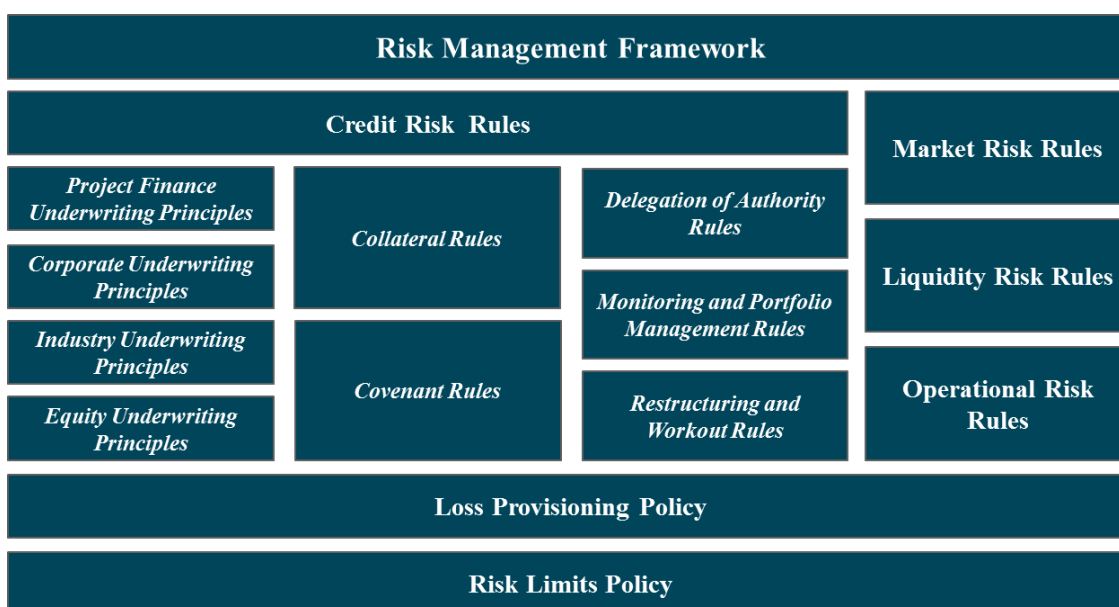 Risk Management Framework
Credit Risk Rules
Market Risk Rules
Project Finance
Underwriting Principles
Collateral Rules
Delegation of Authority
Rules
Corporate Underwriting
Principles
Liquidity Risk Rules
Monitoring and Portfolio
Management Rules
Industry Underwriting
Principles
Covenant Rules
Operational Risk
Rules
Equity Underwriting
Principles
Restructuring and
Workout Rules
Loss Provisioning Policy
Risk Limits Policy